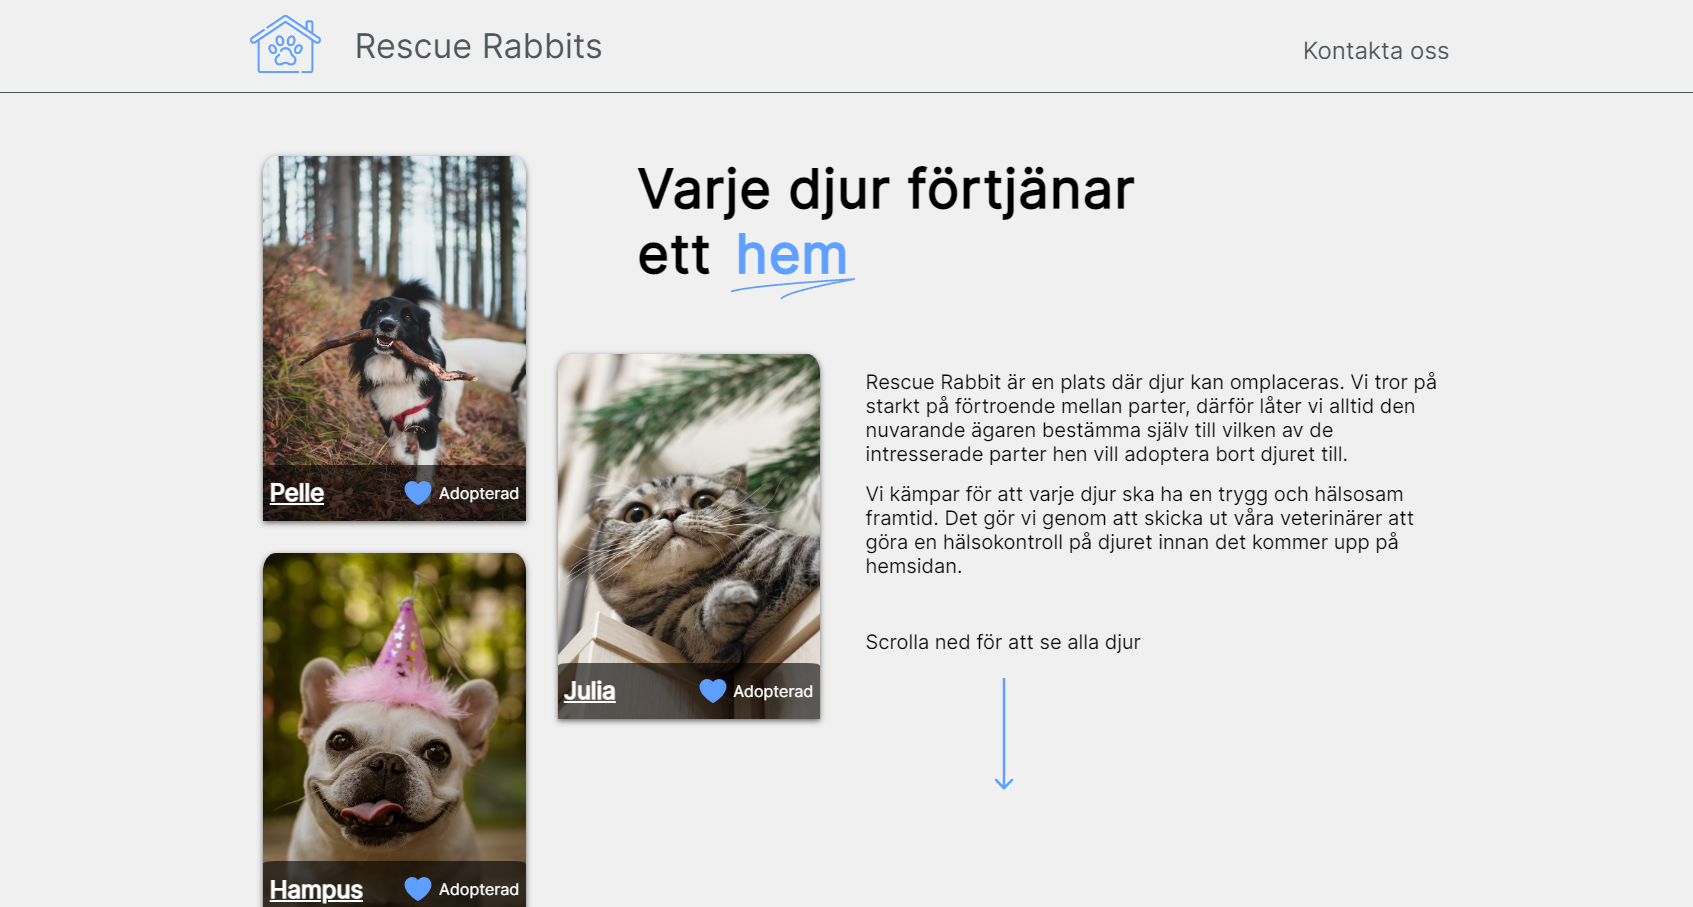 Rescue Rabbits
Kontakta oss
Varje djur förtjänar
ett hem
Pelle
Adopterad
Rescue Rabbit är en plats där djur kan omplaceras. Vi tror på
starkt på förtroende mellan parter, därför låter vi alltid den
nuvarande ägaren bestämma själv till vilken av de
intresserade parter hen vill adoptera bort djuret till.
Vi kämpar för att varje djur ska ha en trygg och hälsosam
framtid. Det gör vi genom att skicka ut våra veterinärer att
göra en hälsokontroll på djuret innan det kommer upp på
hemsidan.
Scrolla ned för att se alla djur
Julia
Adopterad
Hampus
Adopterad